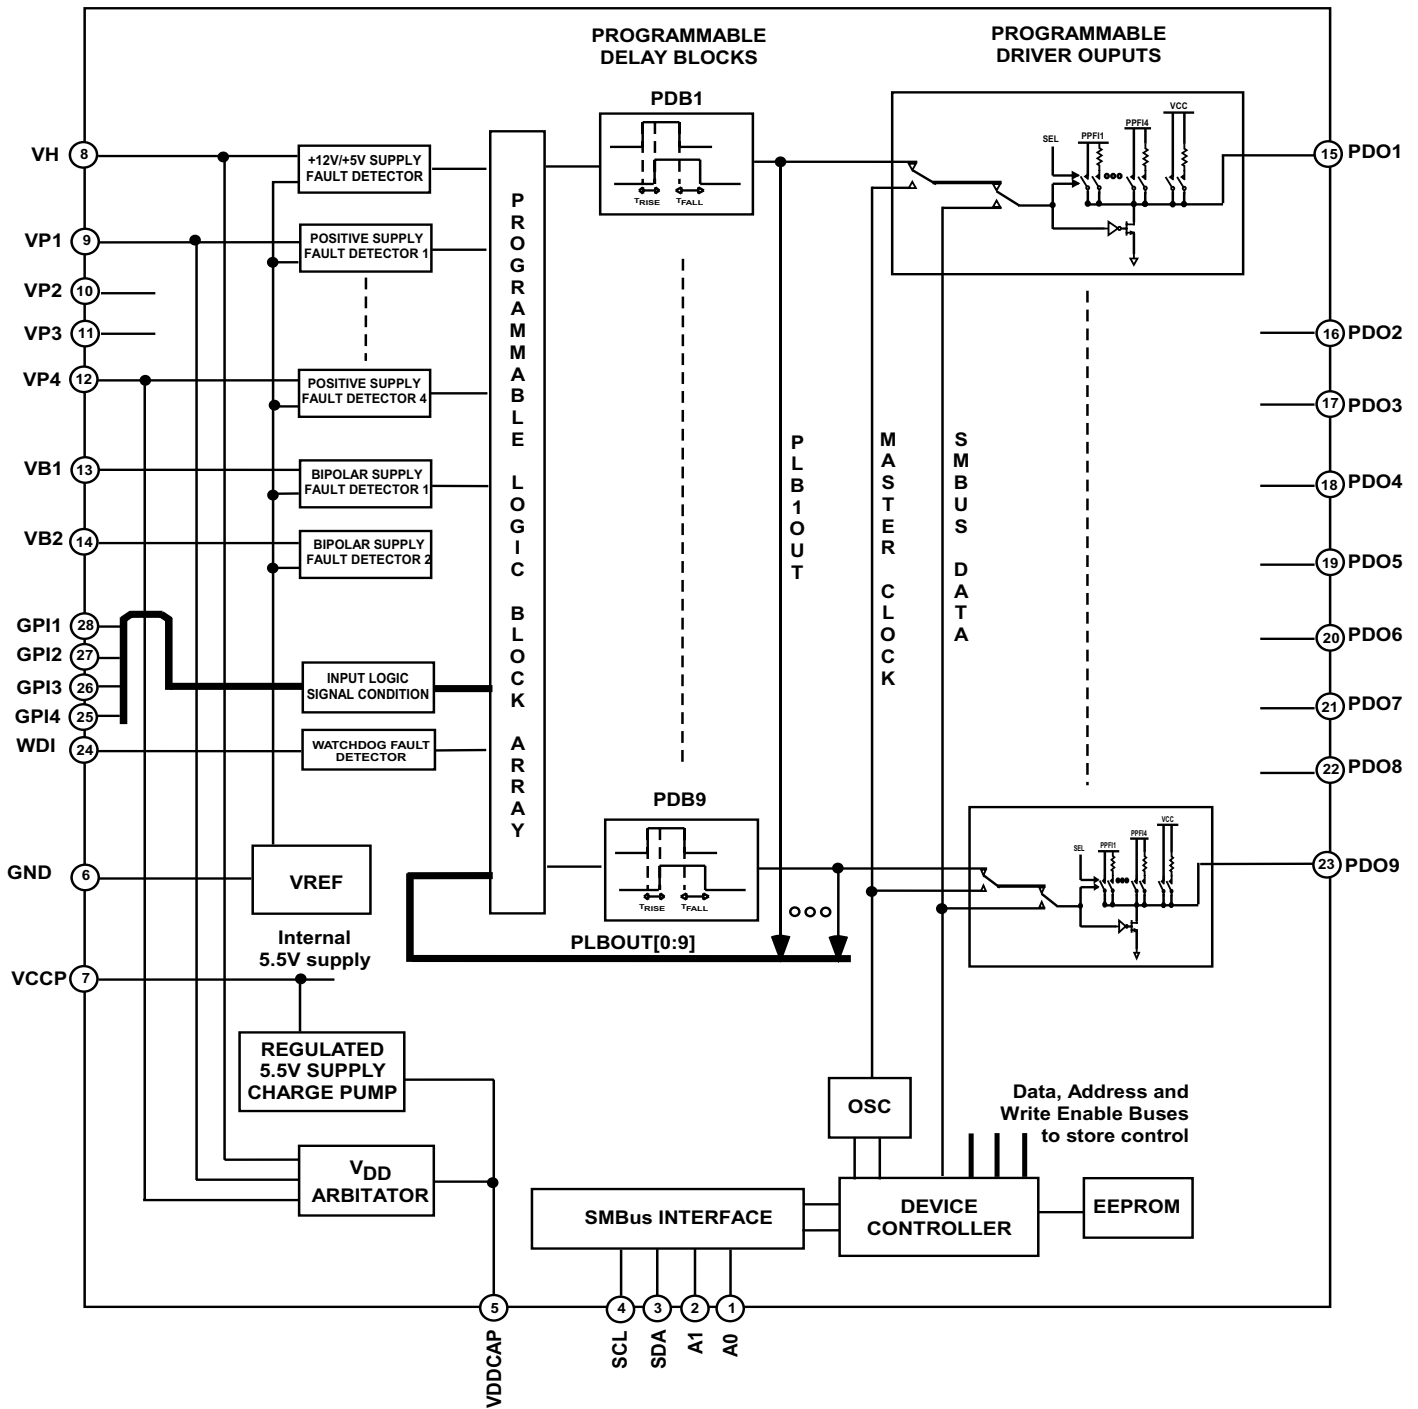 PROGRAMMABLE
DELAY BLOCKS
PROGRAMMABLE
DRIVER OUPUTS
PDB1
TRISE
TFALL
SEL
PPFI1
PPFI4
VCC
VH
8
+12V/+5V SUPPLY
FAULT DETECTOR
15
PDO1
VP1
9
POSITIVE SUPPLY
FAULT DETECTOR 1
VP2
10
VP3
11
VP4
12
POSITIVE SUPPLY
FAULT DETECTOR 4
VB1
13
BIPOLAR SUPPLY
FAULT DETECTOR 1
VB2
14
BIPOLAR SUPPLY
FAULT DETECTOR 2
GPI1
28
GPI2
27
GPI3
26
GPI4
25
INPUT LOGIC
SIGNAL CONDITION
WDI
24
WATCHDOG FAULT
DETECTOR
PROGRAMMABLE LOGIC BLOCK ARRAY
PLB1OUT
MASTER CLOCK
SMBUS DATA
16
PDO2
17
PDO3
18
PDO4
19
PDO5
20
PDO6
21
PDO7
22
PDO8
PDB9
TRISE
TFALL
SEL
PPFI1
PPFI4
VCC
23
PDO9
GND
6
VREF
PLBOUT[0:9]
Internal
5.5V supply
VCCP
7
REGULATED
5.5V SUPPLY
CHARGE PUMP
VDD
ARBITATOR
OSC
Data, Address and
Write Enable Buses
to store control
SMBus INTERFACE
DEVICE
CONTROLLER
EEPROM
5
VDDCAP
4
SCL
3
SDA
2
A1
1
A0